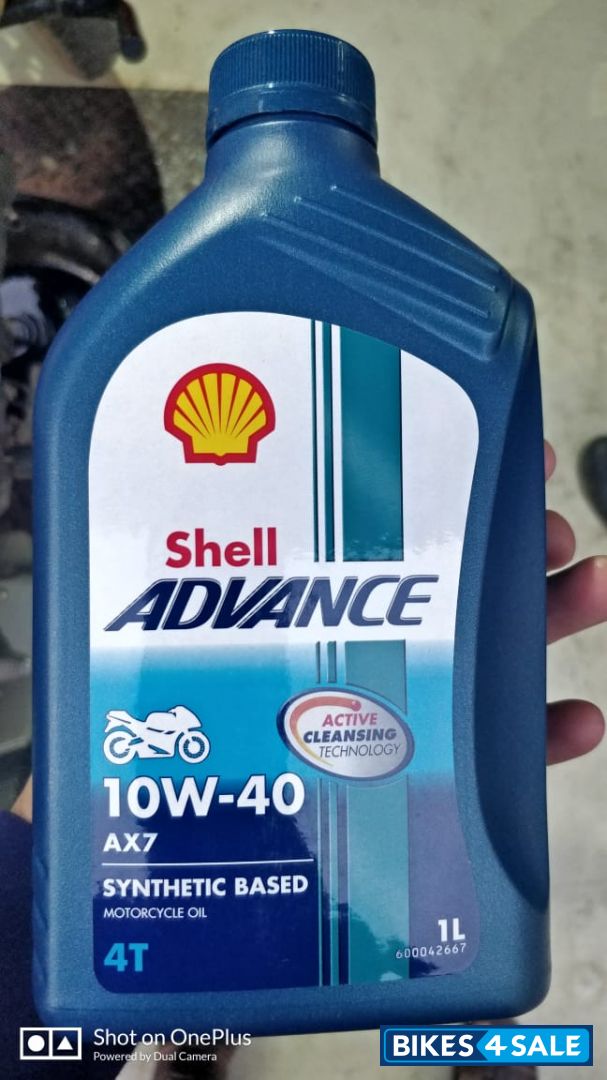 Shell
ADVANCE
ACTIVE
CLEANSING
TECHNOLOGY
10W-40
AX7
SYNTHETIC BASED
MOTORCYCLE OIL
4T
1L
600042667
Shot on OnePlus
Powered by Dual Camera
BIKES4SALE